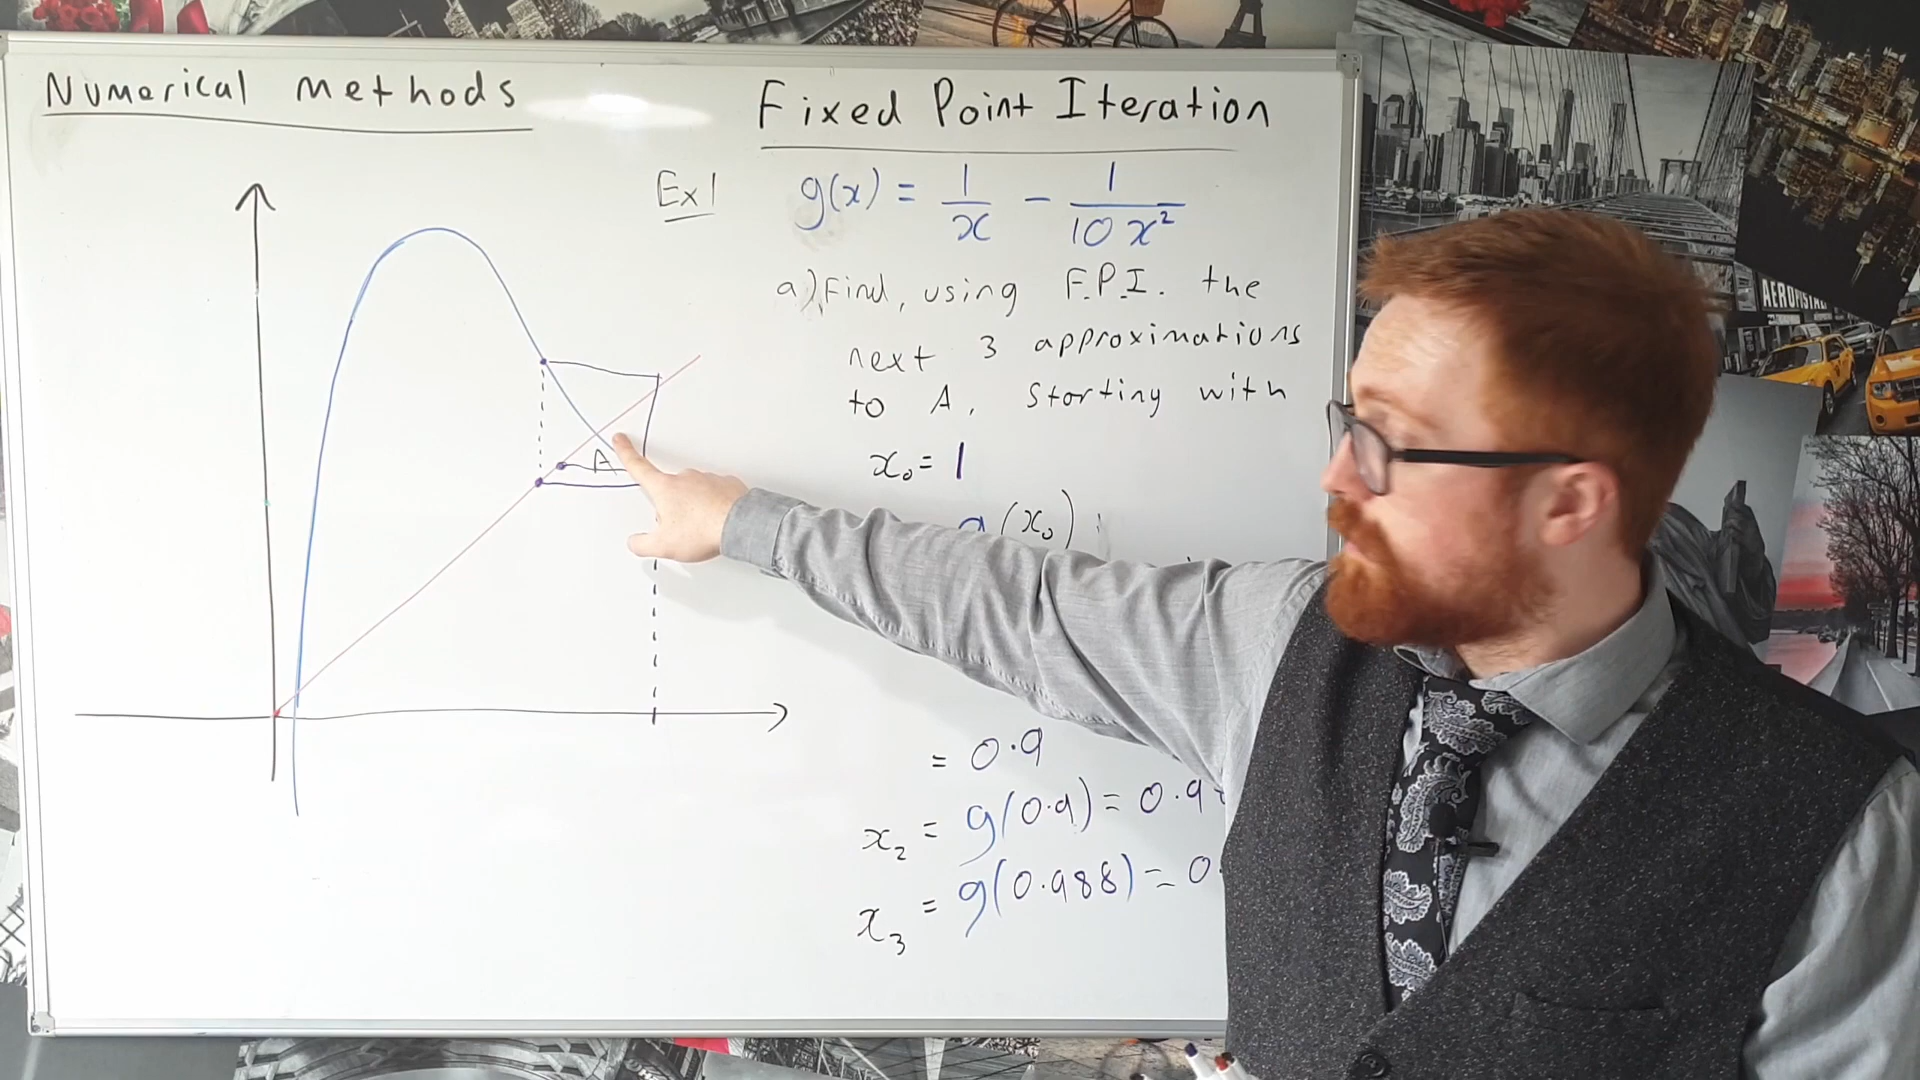 Numerical methods
Fixed Point Iteration
Ex1 g(x) = 1/x - 1/10x²
a) Find, using F.P.I. the
next 3 approximations
to A, starting with
x₀ = 1
A
g(x₀)
= 0.9
x₂ = g(0.9) = 0.9
x₃ = g(0.988) = 0.